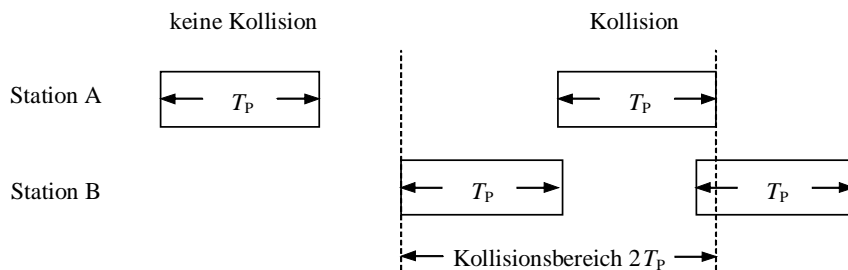 keine Kollision Kollision
Station A T_P T_P
Station B T_P T_P
Kollisionsbereich 2T_P